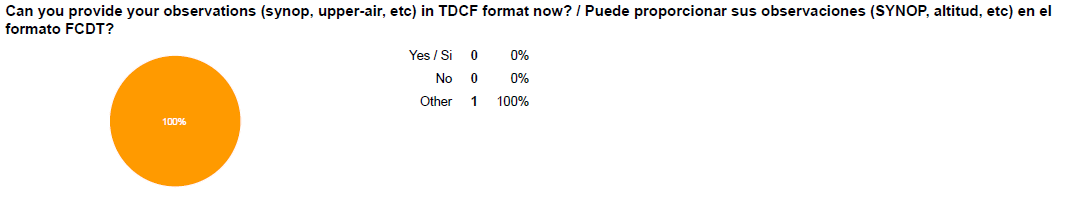 Can you provide your observations (synop, upper-air, etc) in TDCF format now? / Puede proporcionar sus observaciones (SYNOP, altitud, etc) en el
formato FCDT?
Yes / Si 0 0%
No 0 0%
Other 1 100%
100%